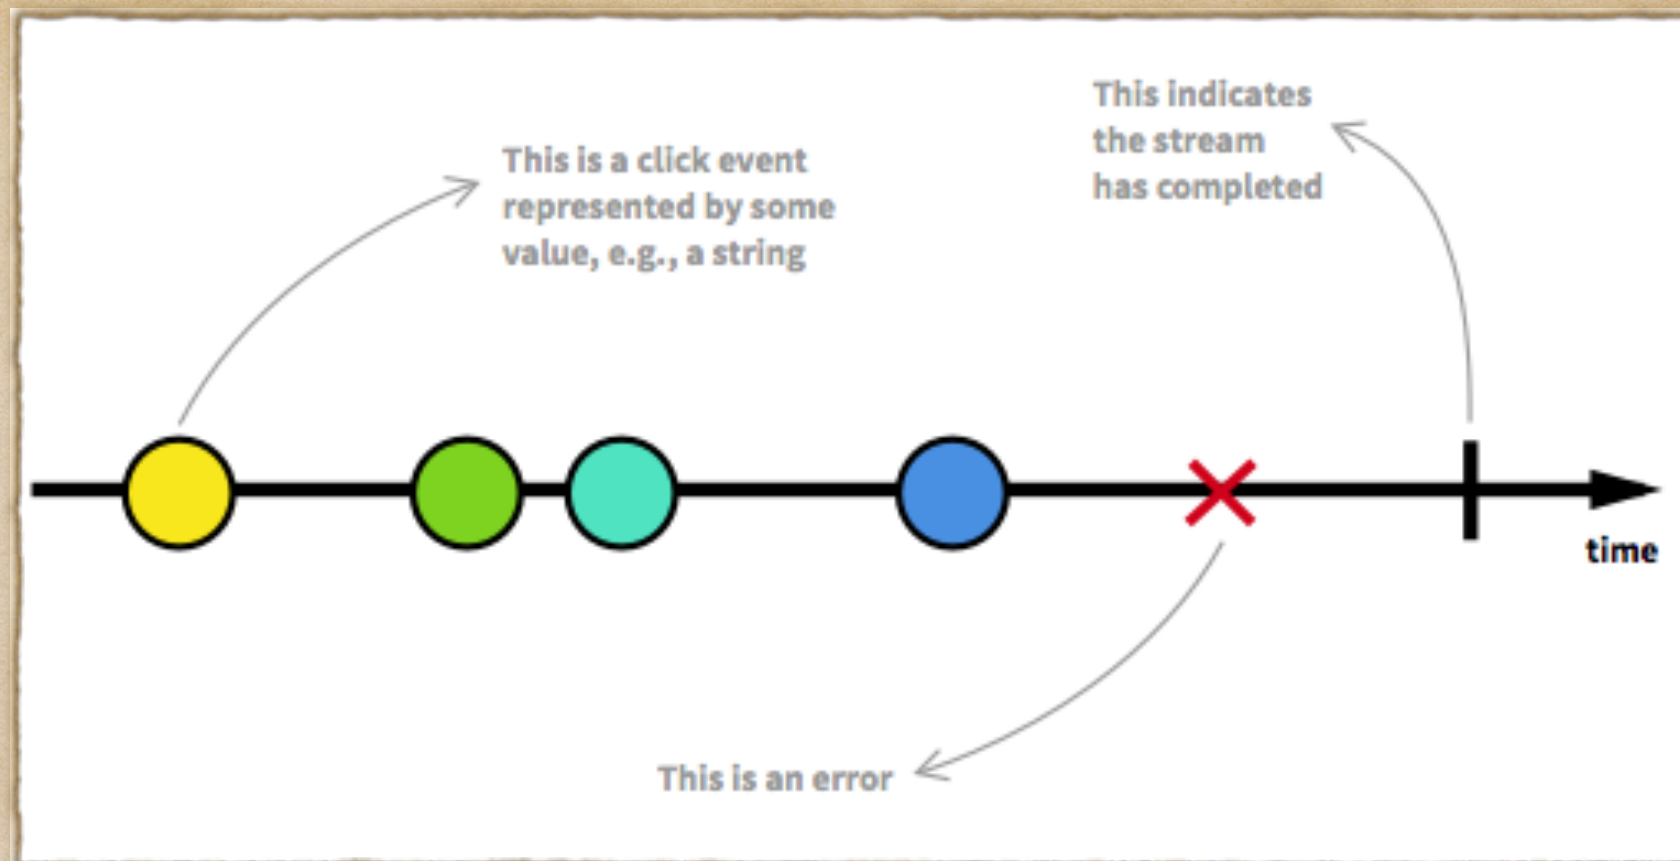 This indicates
the stream
has completed
This is a click event
represented by some
value, e.g., a string
time
This is an error